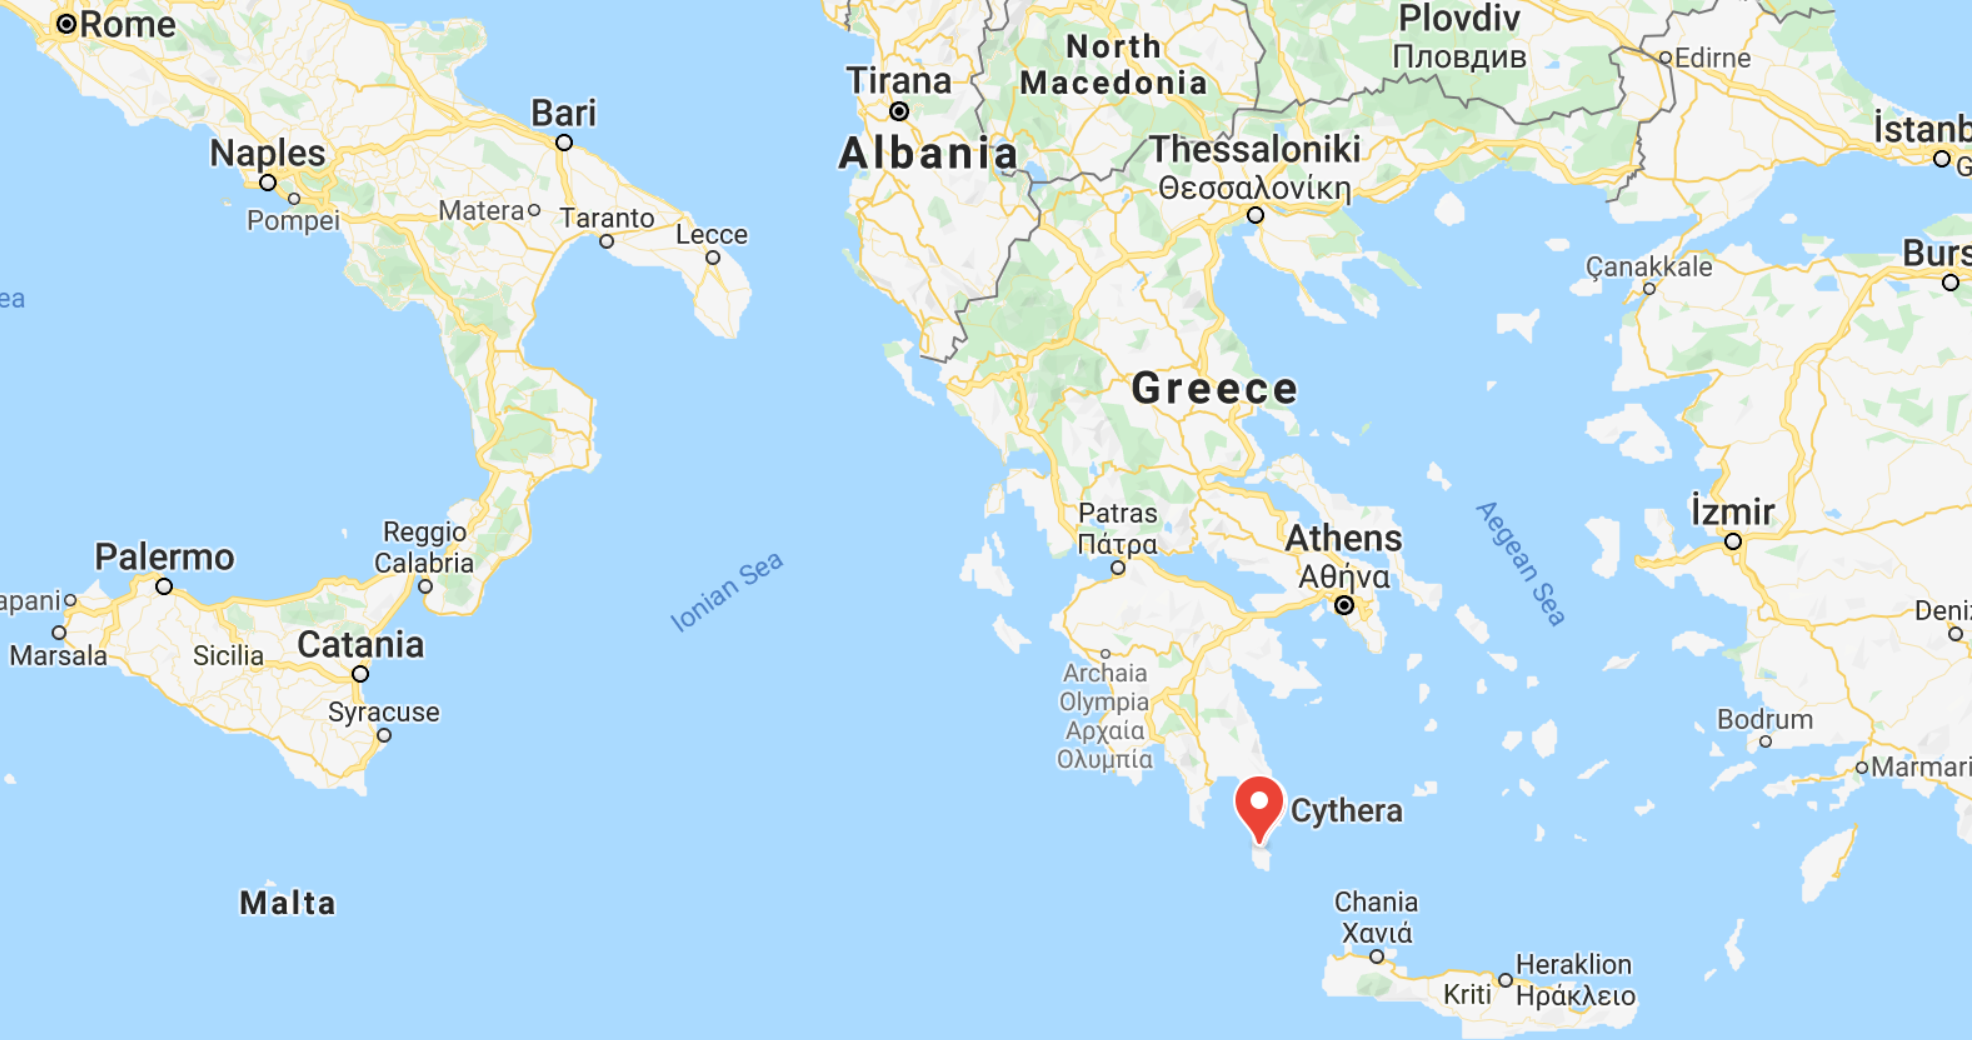 Rome
Plovdiv
Пловдив
North
Macedonia
Edirne
Tirana
Bari
İstanb
Albania
Thessaloniki
Θεσσαλονίκη
G
Naples
Pompei
Matera
Taranto
Lecce
Çanakkale
Burs
ea
Greece
Patras
Πάτρα
Athens
Αθήνα
Aegean Sea
İzmir
Reggio
Calabria
Palermo
Ionian Sea
apani
Marsala
Sicilia
Catania
Deniz
Archaia
Olympia
Αρχαία
Ολυμπία
Syracuse
Bodrum
Marmari
Cythera
Malta
Chania
Χανιά
Heraklion
Ηράκλειο
Kriti